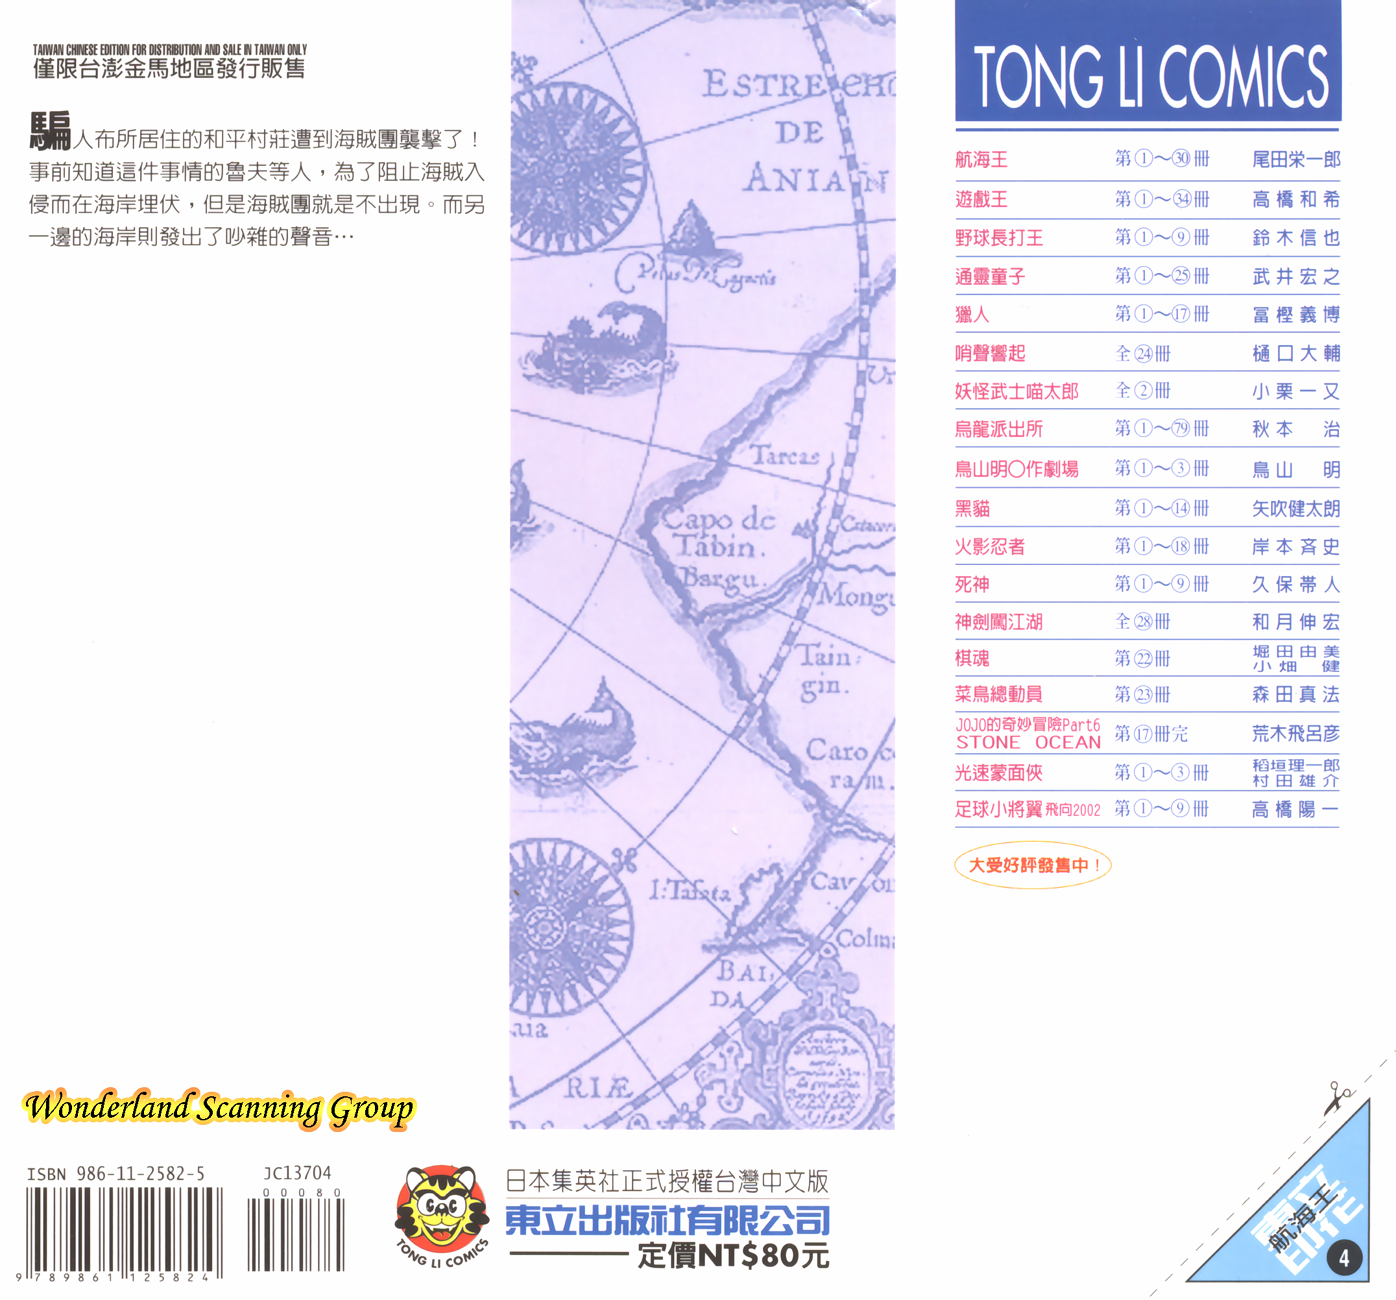 TAIWAN CHINESE EDITION FOR DISTRIBUTION AND SALE IN TAIWAN ONLY
僅限台澎金馬地區發行販售
騙人布所居住的和平村莊遭到海賊團襲擊了！
事前知道這件事情的魯夫等人，為了阻止海賊入
侵而在海岸埋伏，但是海賊團就是不出現。而另
一邊的海岸則發出了吵雜的聲音…
Wonderland Scanning Group
ISBN 986-11-2582-5
9 789861 125824
JC13704
00080
TONG LI COMICS
日本集英社正式授權台灣中文版
東立出版社有限公司
定價NT$80元
ESTRECHO
DE
ANIAN
Tarcas
Capo de
Tabin.
Bargu.
Mongu
Tain
gin.
Caro co
ram.
I:Tafata
Cav
Colma
BAI
DA
RIÆ
TONG LI COMICS
航海王 第①～㉚冊 尾田栄一郎
遊戲王 第①～㉞冊 高橋和希
野球長打王 第①～⑨冊 鈴木信也
通靈童子 第①～㉕冊 武井宏之
獵人 第①～⑰冊 冨樫義博
哨聲響起 全㉔冊 樋口大輔
妖怪武士喵太郎 全②冊 小栗一又
烏龍派出所 第①～79冊 秋本 治
鳥山明〇作劇場 第①～③冊 鳥山 明
黑貓 第①～⑭冊 矢吹健太朗
火影忍者 第①～⑱冊 岸本斉史
死神 第①～⑨冊 久保帯人
神劍闖江湖 全㉘冊 和月伸宏
棋魂 第㉒冊 堀田由美
小畑 健
菜鳥總動員 第㉓冊 森田真法
JOJO的奇妙冒險Part6
STONE OCEAN 第⑰冊完 荒木飛呂彦
光速蒙面俠 第①～③冊 稻垣理一郎
村田雄介
足球小將翼 飛向2002 第①～⑨冊 高橋陽一
大受好評發售中！
東立
印花
航海王
4